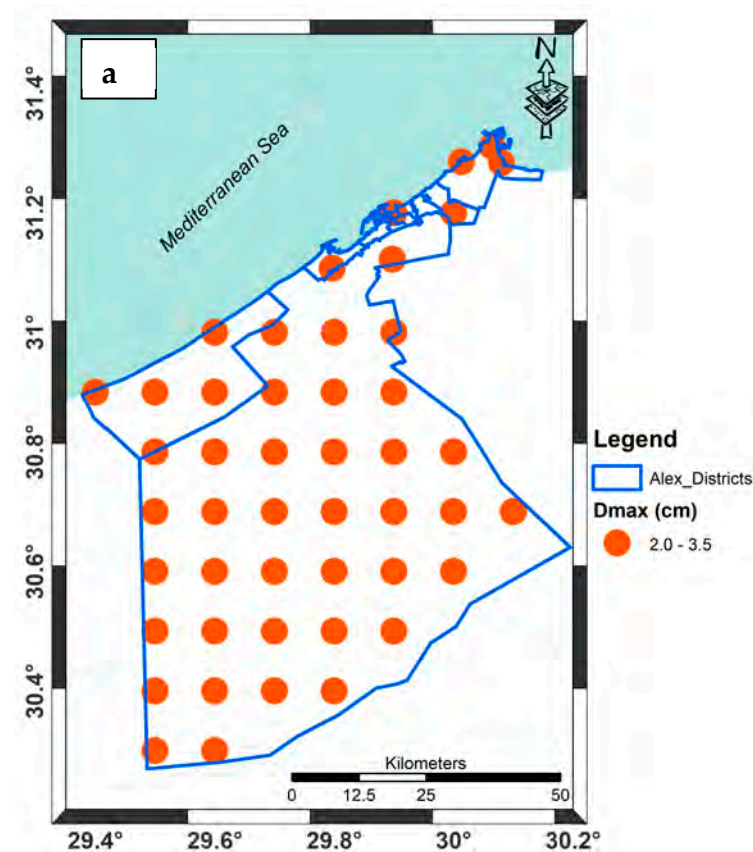 a
N
Mediterranean Sea
31.4°
31.2°
31°
30.8°
30.6°
30.4°
Legend
Alex_Districts
Dmax (cm)
2.0 - 3.5
Kilometers
0 12.5 25 50
29.4° 29.6° 29.8° 30° 30.2°